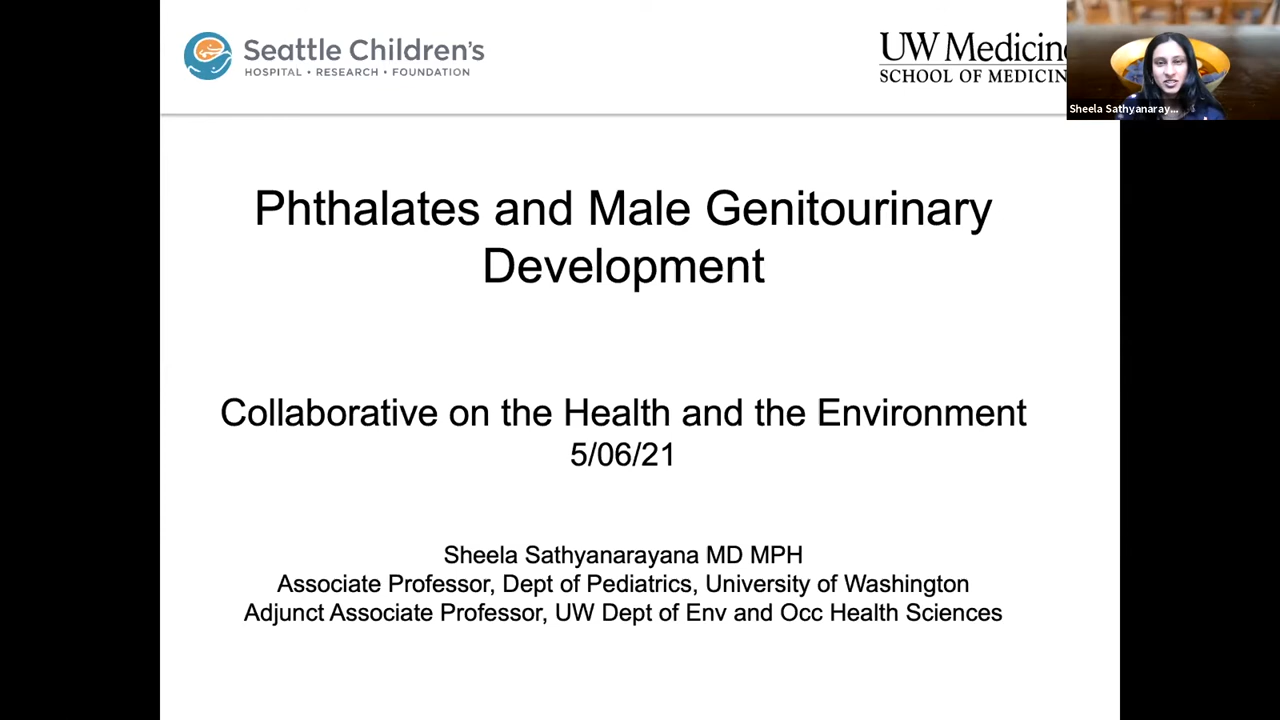 Seattle Children's
HOSPITAL • RESEARCH • FOUNDATION
UW Medicine
SCHOOL OF MEDICIN
Sheela Sathyanaray...
Phthalates and Male Genitourinary
Development
Collaborative on the Health and the Environment
5/06/21
Sheela Sathyanarayana MD MPH
Associate Professor, Dept of Pediatrics, University of Washington
Adjunct Associate Professor, UW Dept of Env and Occ Health Sciences